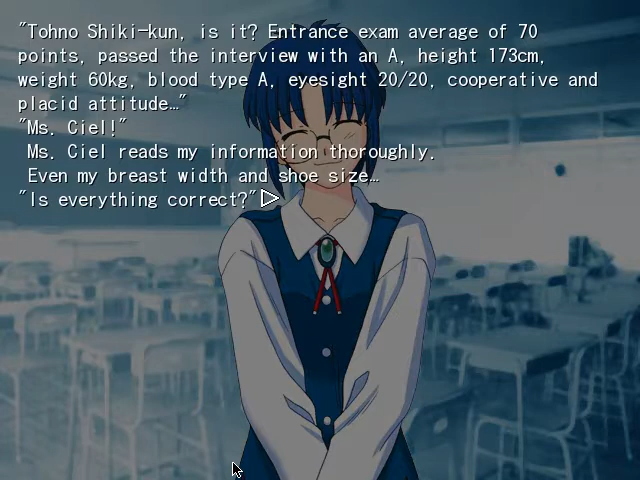 "Tohno Shiki-kun, is it? Entrance exam average of 70
points, passed the interview with an A, height 173cm,
weight 60kg, blood type A, eyesight 20/20, cooperative and
placid attitude…"
"Ms. Ciel!"
Ms. Ciel reads my information thoroughly.
Even my breast width and shoe size…
"Is everything correct?"